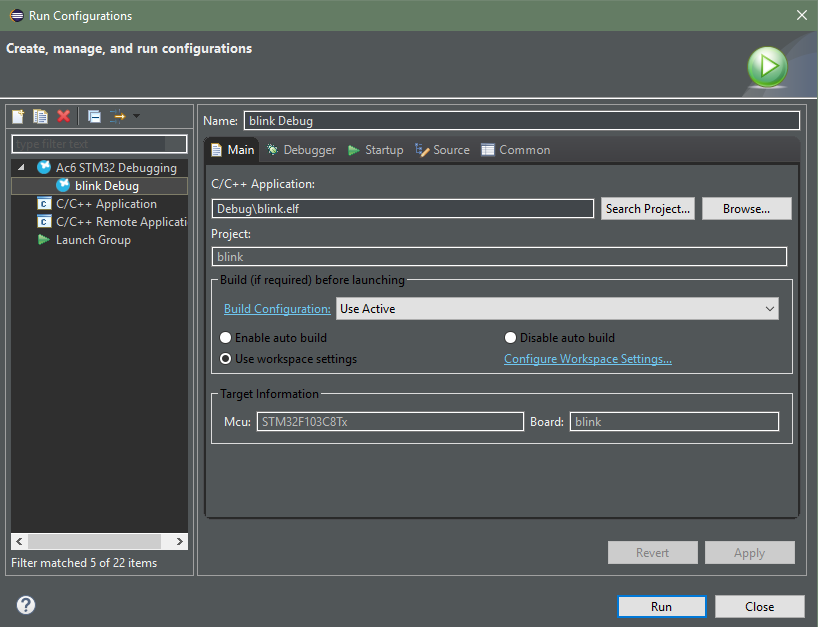 Run Configurations
Create, manage, and run configurations
type filter text
Ac6 STM32 Debugging
blink Debug
C/C++ Application
C/C++ Remote Applicati
Launch Group
Filter matched 5 of 22 items
Name: blink Debug
Main Debugger Startup Source Common
C/C++ Application:
Debug\blink.elf Search Project... Browse...
Project:
blink
Build (if required) before launching
Build Configuration: Use Active
Enable auto build Disable auto build
Use workspace settings Configure Workspace Settings...
Target Information
Mcu: STM32F103C8Tx Board: blink
Revert Apply
Run Close